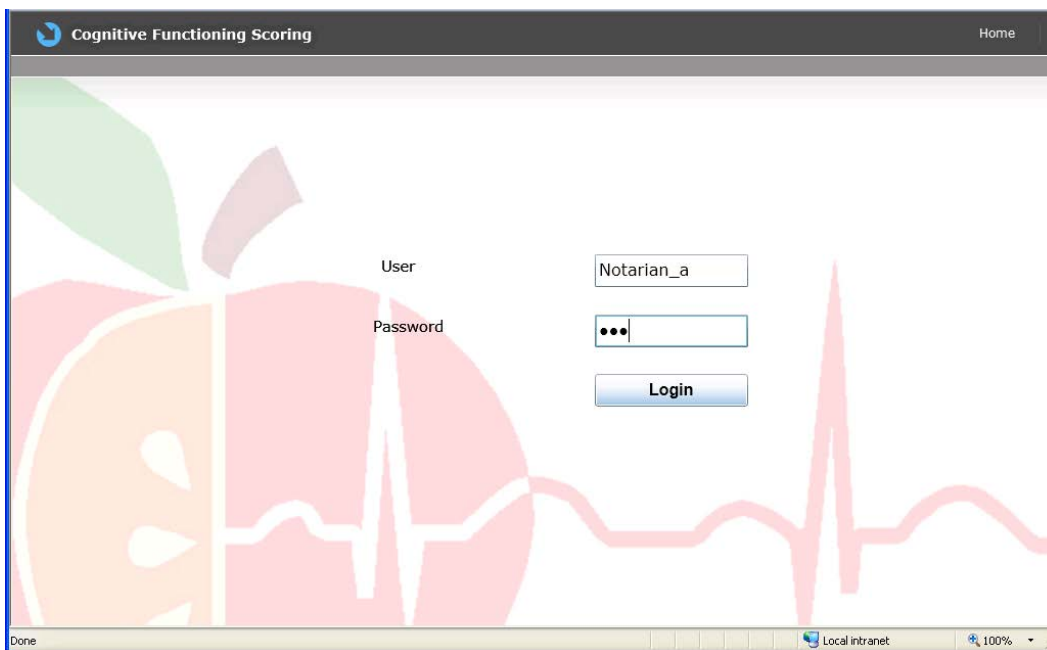 Cognitive Functioning Scoring Home
User Notarian_a
Password •••
Login
Done Local intranet 100%